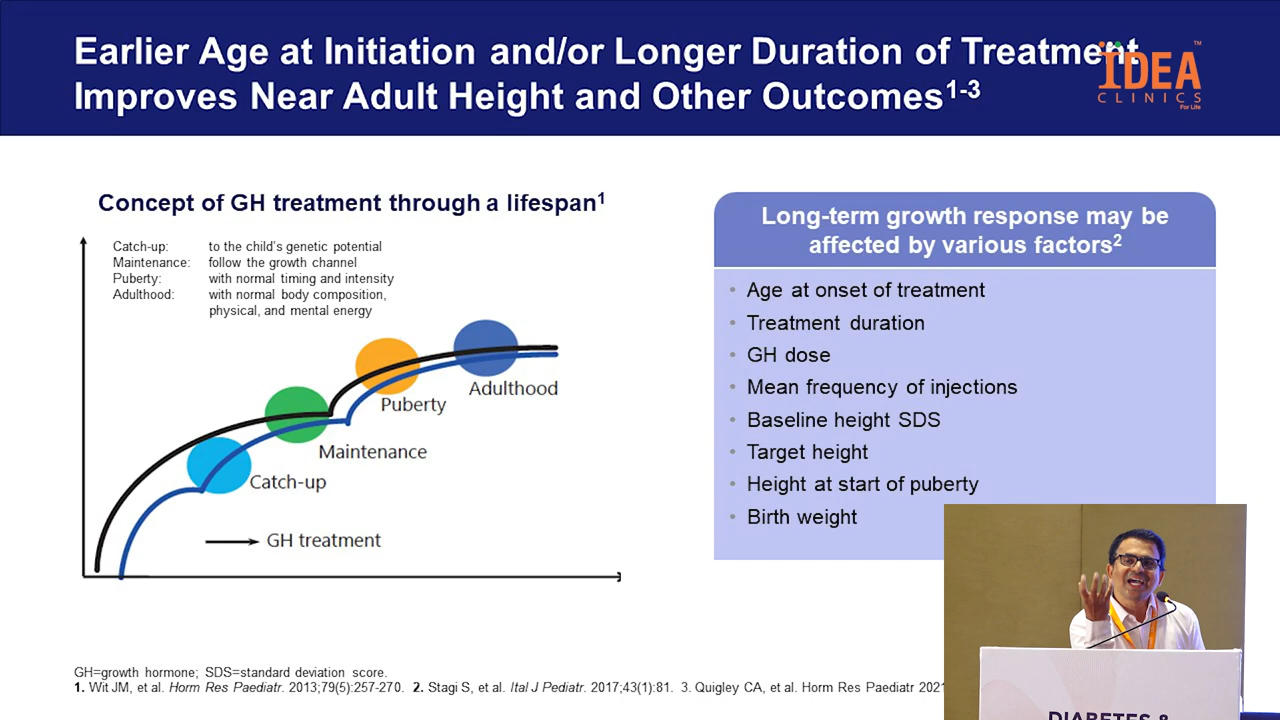 Earlier Age at Initiation and/or Longer Duration of Treatment
Improves Near Adult Height and Other Outcomes1-3
IDEA
™
CLINICS
For Life
Concept of GH treatment through a lifespan1
Catch-up: to the child's genetic potential
Maintenance: follow the growth channel
Puberty: with normal timing and intensity
Adulthood: with normal body composition,
physical, and mental energy
Adulthood
Puberty
Maintenance
Catch-up
GH treatment
Long-term growth response may be
affected by various factors2
• Age at onset of treatment
• Treatment duration
• GH dose
• Mean frequency of injections
• Baseline height SDS
• Target height
• Height at start of puberty
• Birth weight
GH=growth hormone; SDS=standard deviation score.
1. Wit JM, et al. Horm Res Paediatr. 2013;79(5):257-270. 2. Stagi S, et al. Ital J Pediatr. 2017;43(1):81. 3. Quigley CA, et al. Horm Res Paediatr 2021
DIABETES &